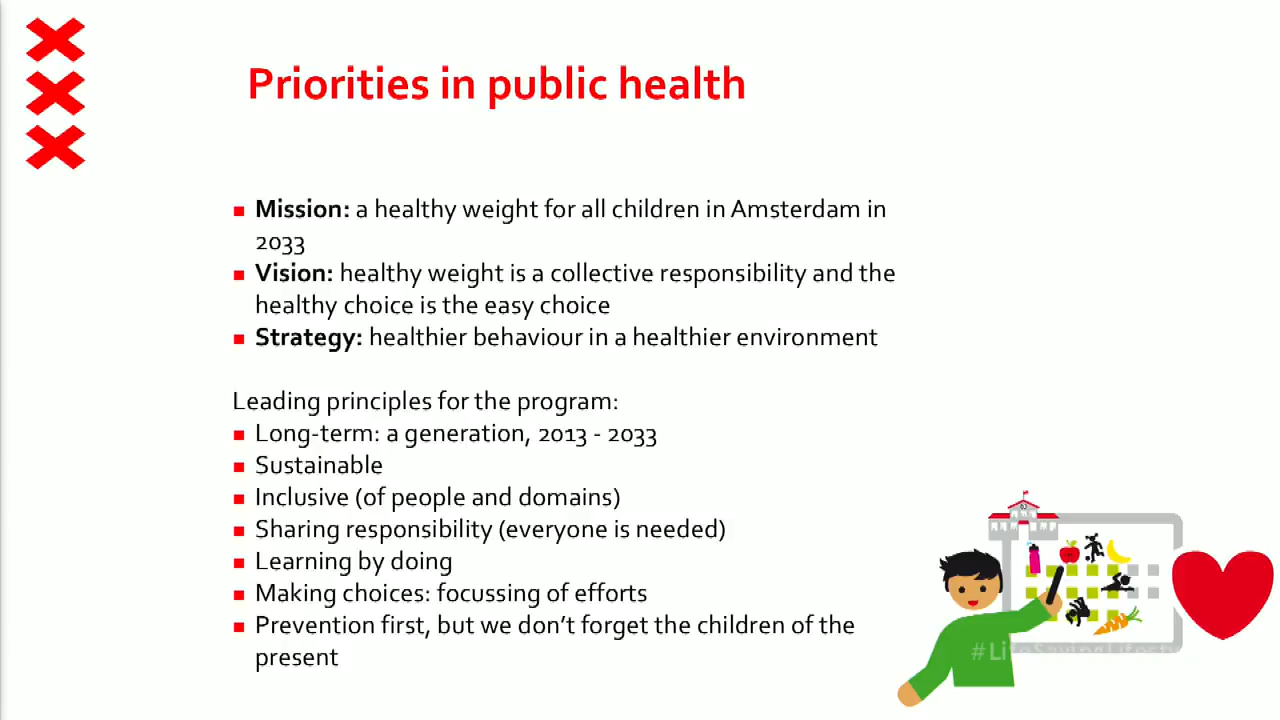 Priorities in public health
Mission: a healthy weight for all children in Amsterdam in
2033
Vision: healthy weight is a collective responsibility and the
healthy choice is the easy choice
Strategy: healthier behaviour in a healthier environment
Leading principles for the program:
Long-term: a generation, 2013 - 2033
Sustainable
Inclusive (of people and domains)
Sharing responsibility (everyone is needed)
Learning by doing
Making choices: focussing of efforts
Prevention first, but we don't forget the children of the
present